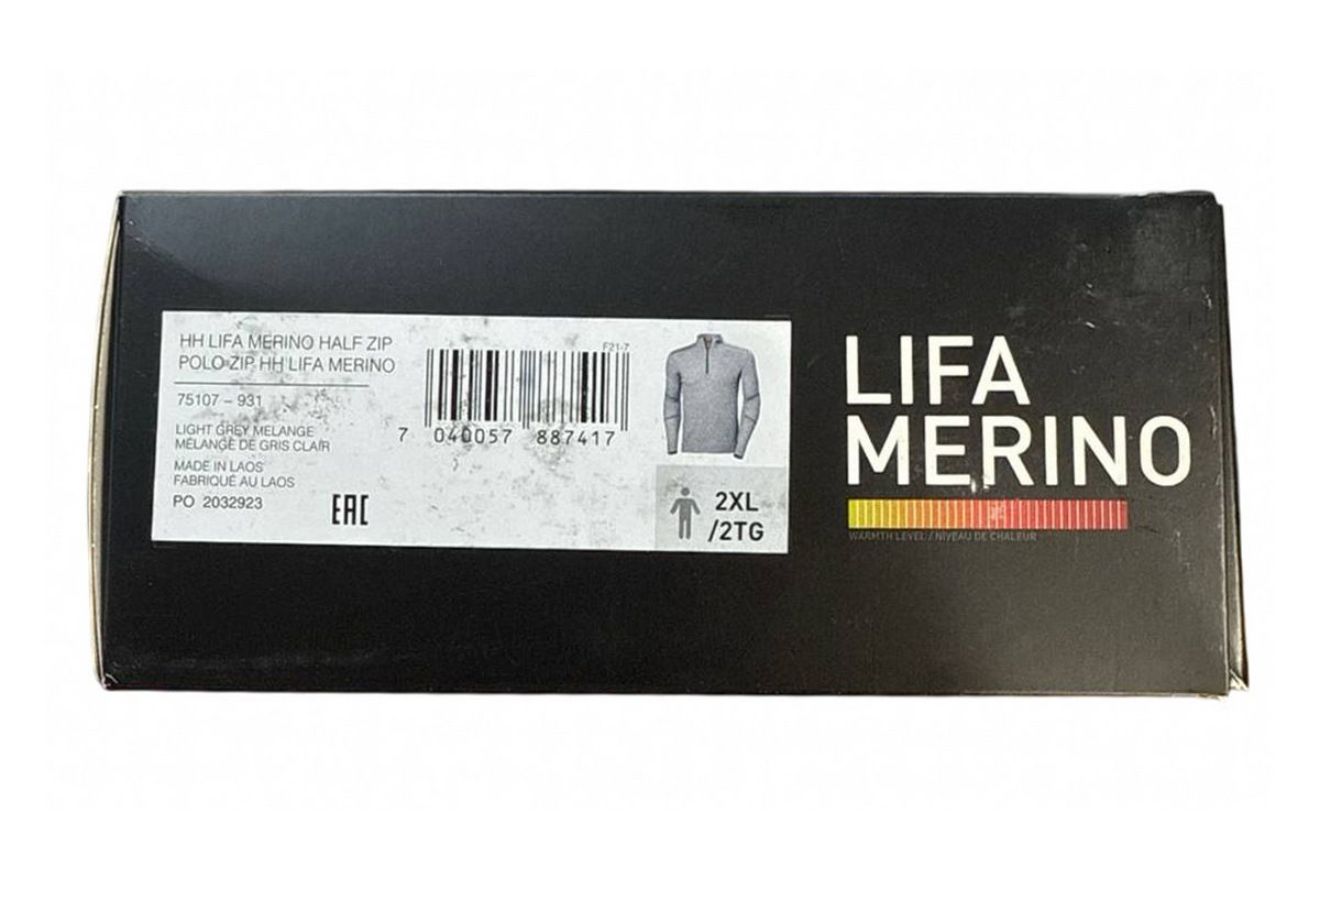 HH LIFA MERINO HALF ZIP
POLO ZIP HH LIFA MERINO
75107 – 931
LIGHT GREY MELANGE
MÉLANGE DE GRIS CLAIR
MADE IN LAOS
FABRIQUÉ AU LAOS
PO 2032923
EAC
F21-7
7 040057 887417
2XL
/2TG
LIFA
MERINO
WARMTH LEVEL / NIVEAU DE CHALEUR